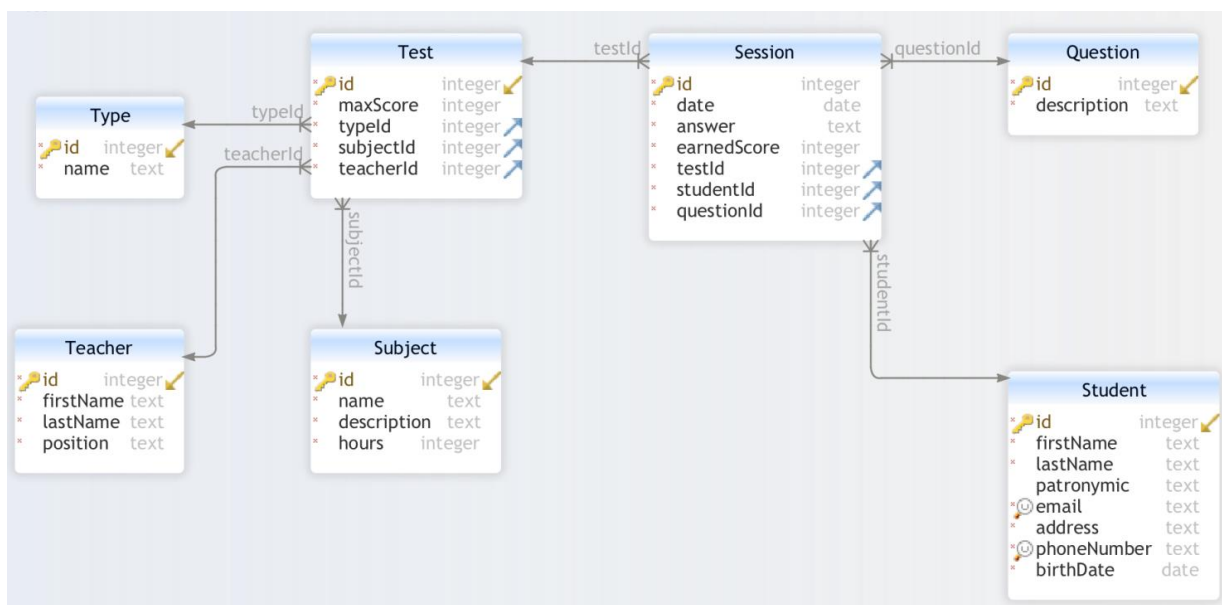 Type
id integer
name text
typeId
teacherId
Test
id integer
maxScore integer
typeId integer
subjectId integer
teacherId integer
testId
Session
id integer
date date
answer text
earnedScore integer
testId integer
studentId integer
questionId integer
questionId
Question
id integer
description text
subjectId
studentId
Teacher
id integer
firstName text
lastName text
position text
Subject
id integer
name text
description text
hours integer
Student
id integer
firstName text
lastName text
patronymic text
email text
address text
phoneNumber text
birthDate date